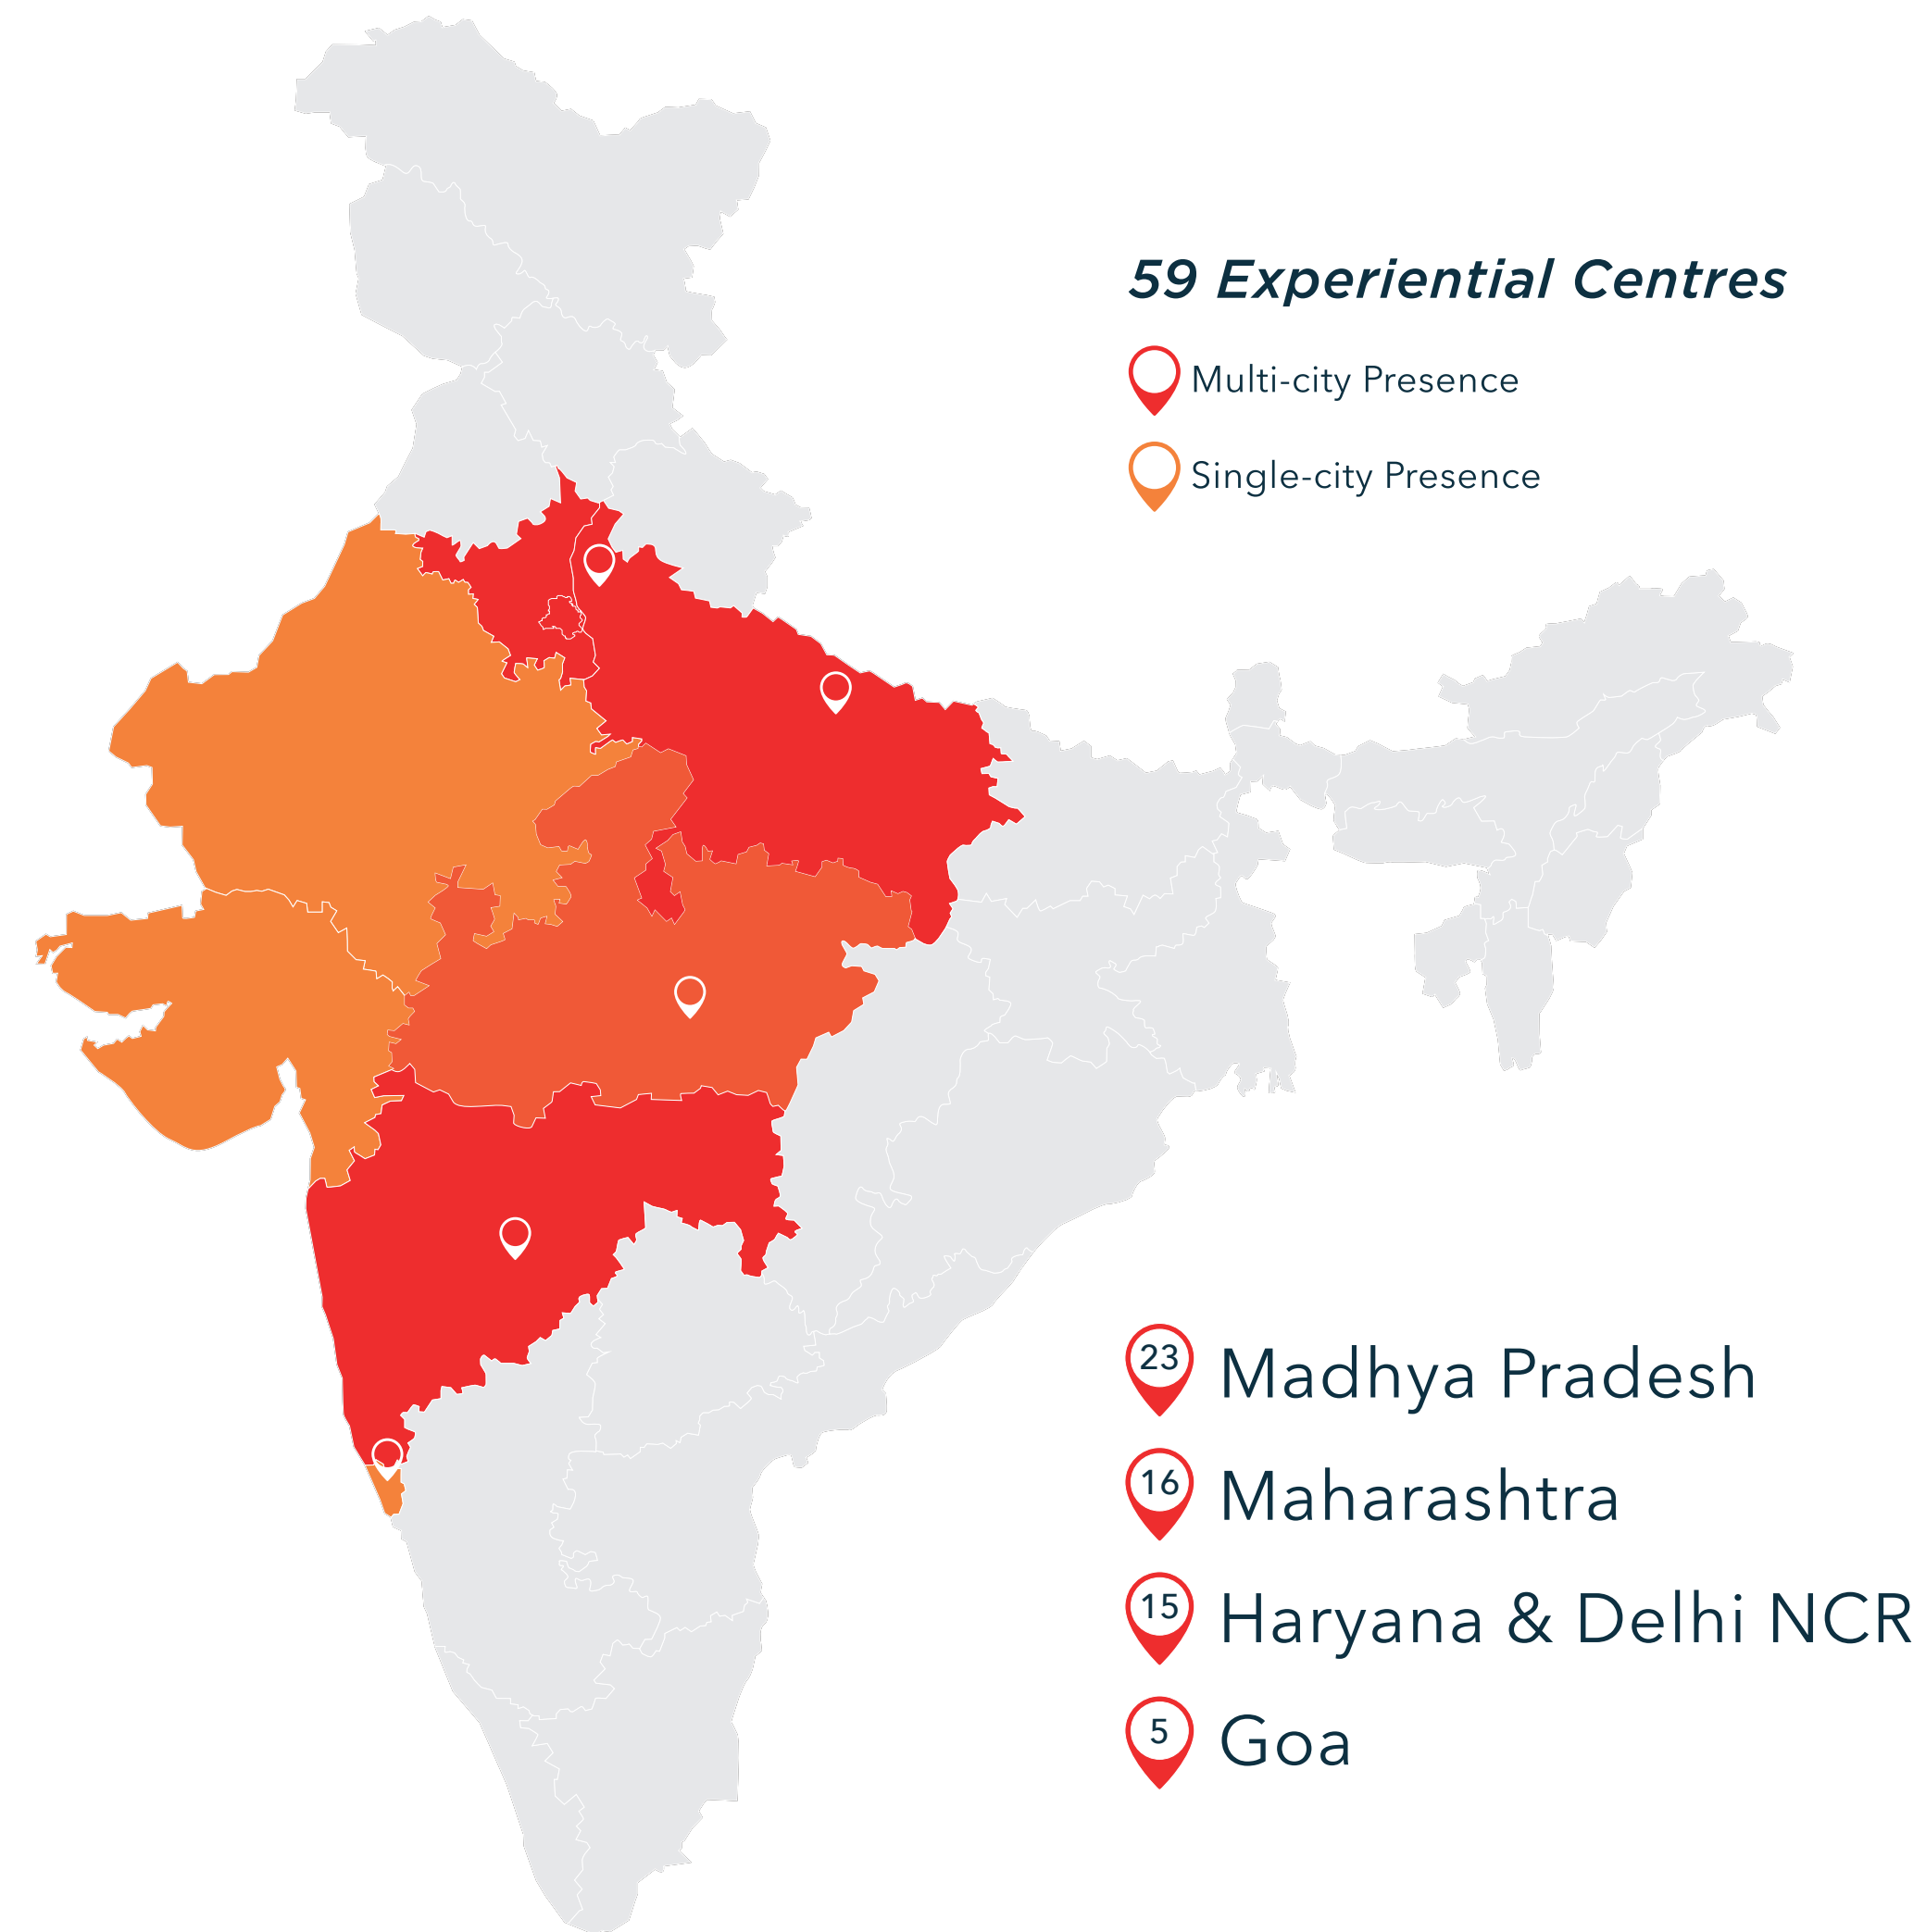 59 Experiential Centres
Multi-city Presence
Single-city Presence
23 Madhya Pradesh
16 Maharashtra
15 Haryana & Delhi NCR
5 Goa